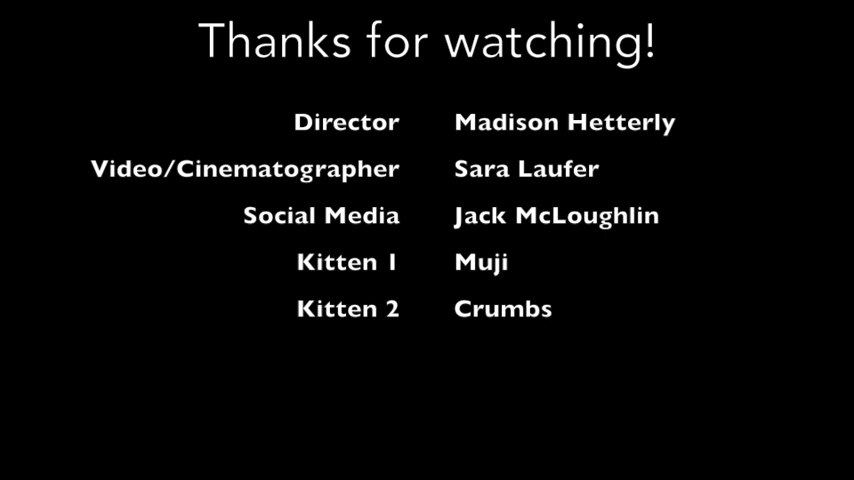 Thanks for watching!
Director Madison Hetterly
Video/Cinematographer Sara Laufer
Social Media Jack McLoughlin
Kitten 1 Muji
Kitten 2 Crumbs